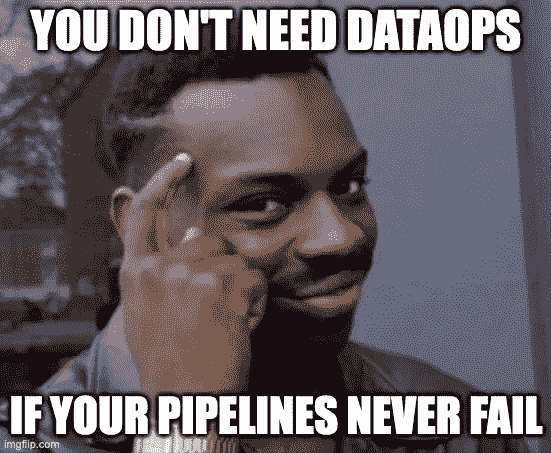 YOU DON'T NEED DATAOPS
IF YOUR PIPELINES NEVER FAIL
imgflip.com